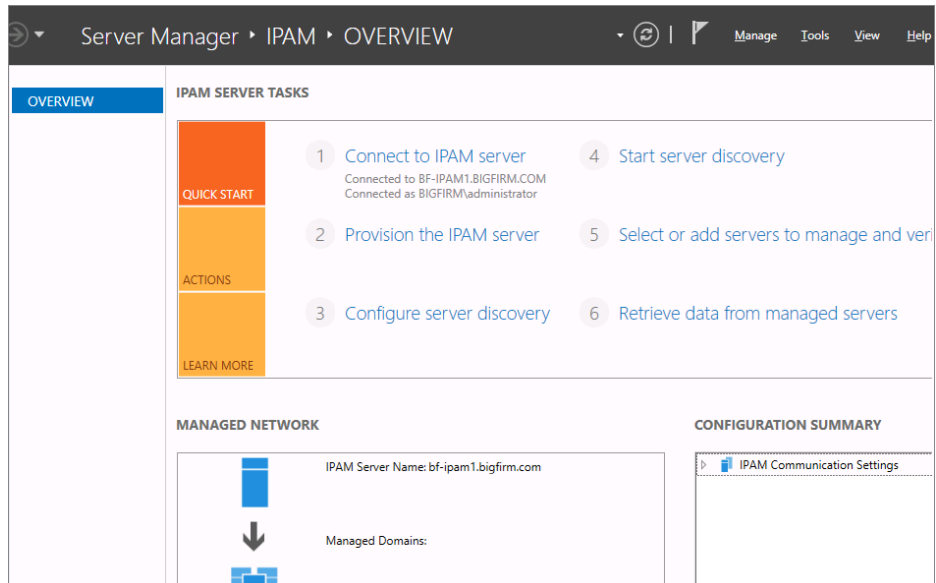 Server Manager ‣ IPAM ‣ OVERVIEW
Manage Tools View Help
OVERVIEW
IPAM SERVER TASKS
QUICK START
ACTIONS
LEARN MORE
1 Connect to IPAM server
Connected to BF-IPAM1.BIGFIRM.COM
Connected as BIGFIRM\administrator
2 Provision the IPAM server
3 Configure server discovery
4 Start server discovery
5 Select or add servers to manage and veri
6 Retrieve data from managed servers
MANAGED NETWORK
IPAM Server Name: bf-ipam1.bigfirm.com
Managed Domains:
CONFIGURATION SUMMARY
IPAM Communication Settings